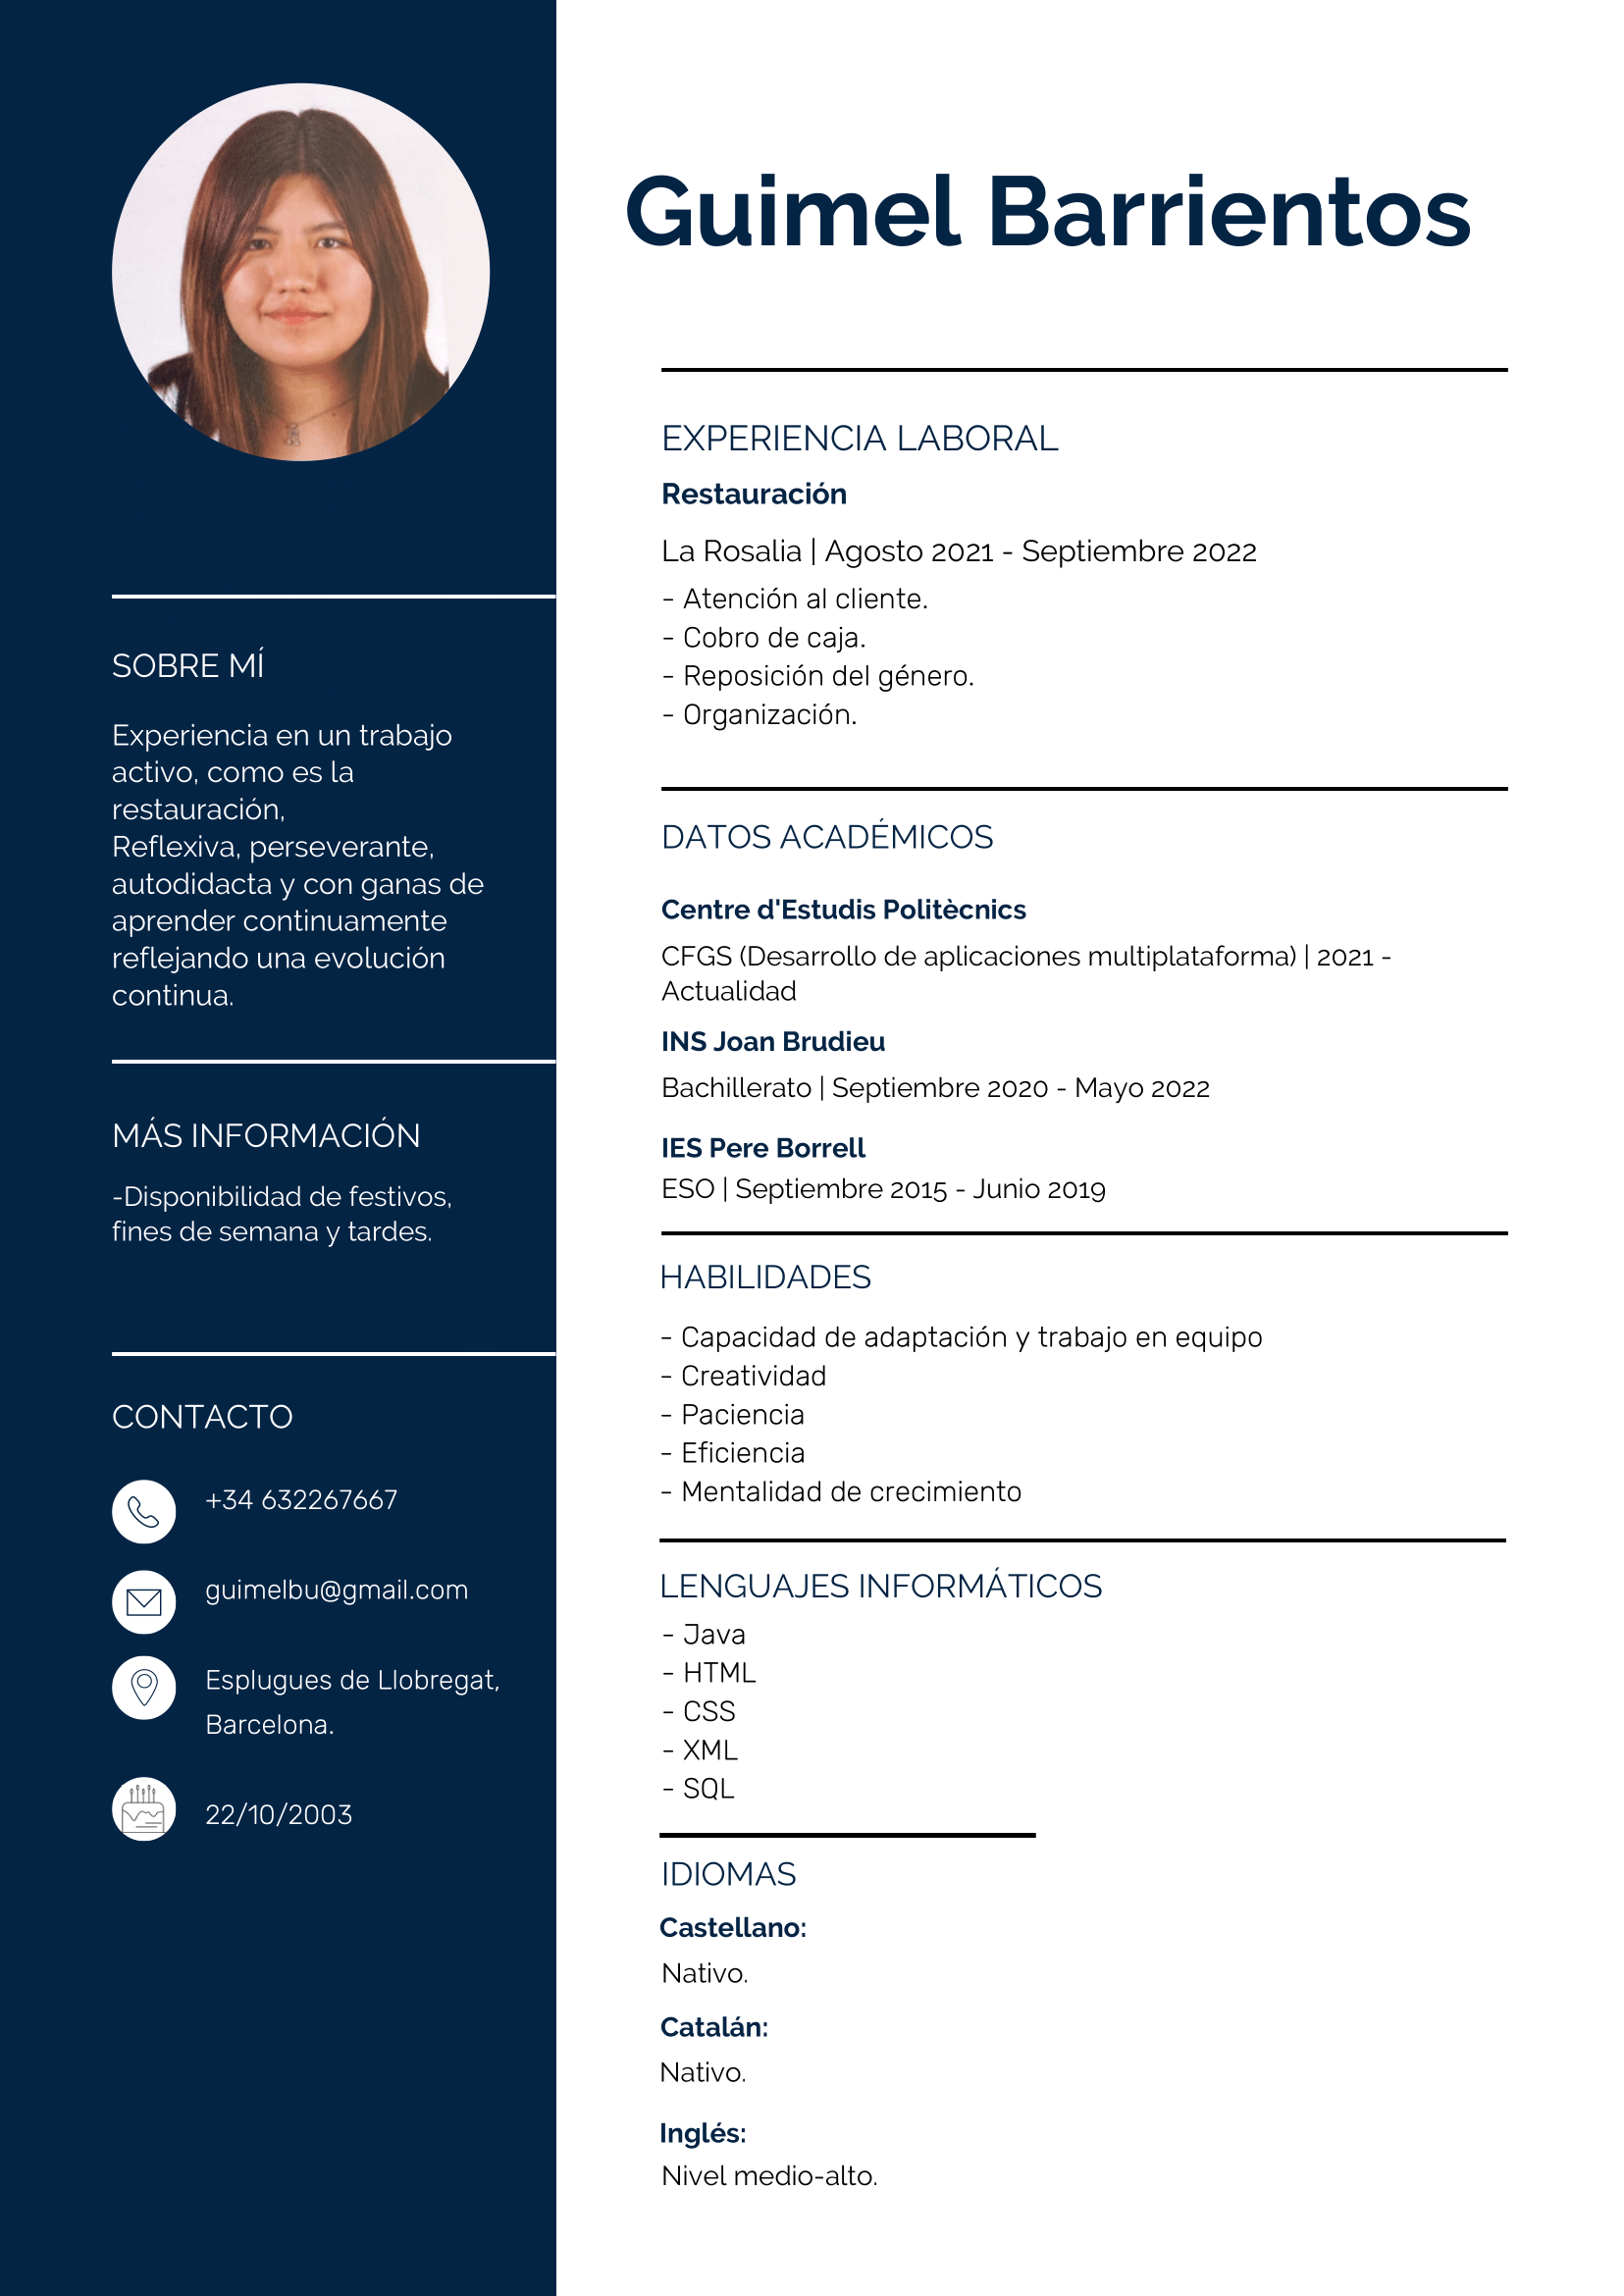 Guimel Barrientos
SOBRE MÍ
Experiencia en un trabajo
activo, como es la
restauración,
Reflexiva, perseverante,
autodidacta y con ganas de
aprender continuamente
reflejando una evolución
continua.
MÁS INFORMACIÓN
-Disponibilidad de festivos,
fines de semana y tardes.
CONTACTO
+34 632267667
guimelbu@gmail.com
Esplugues de Llobregat,
Barcelona.
22/10/2003
EXPERIENCIA LABORAL
Restauración
La Rosalia | Agosto 2021 - Septiembre 2022
- Atención al cliente.
- Cobro de caja.
- Reposición del género.
- Organización.
DATOS ACADÉMICOS
Centre d'Estudis Politècnics
CFGS (Desarrollo de aplicaciones multiplataforma) | 2021 -
Actualidad
INS Joan Brudieu
Bachillerato | Septiembre 2020 - Mayo 2022
IES Pere Borrell
ESO | Septiembre 2015 - Junio 2019
HABILIDADES
- Capacidad de adaptación y trabajo en equipo
- Creatividad
- Paciencia
- Eficiencia
- Mentalidad de crecimiento
LENGUAJES INFORMÁTICOS
- Java
- HTML
- CSS
- XML
- SQL
IDIOMAS
Castellano:
Nativo.
Catalán:
Nativo.
Inglés:
Nivel medio-alto.